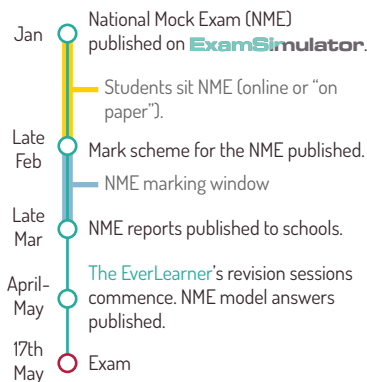 Jan
National Mock Exam (NME)
published on ExamSimulator.
Students sit NME (online or “on
paper”).
Late
Feb
Mark scheme for the NME published.
NME marking window
Late
Mar
NME reports published to schools.
April-
May
The EverLearner’s revision sessions
commence. NME model answers
published.
17th
May
Exam